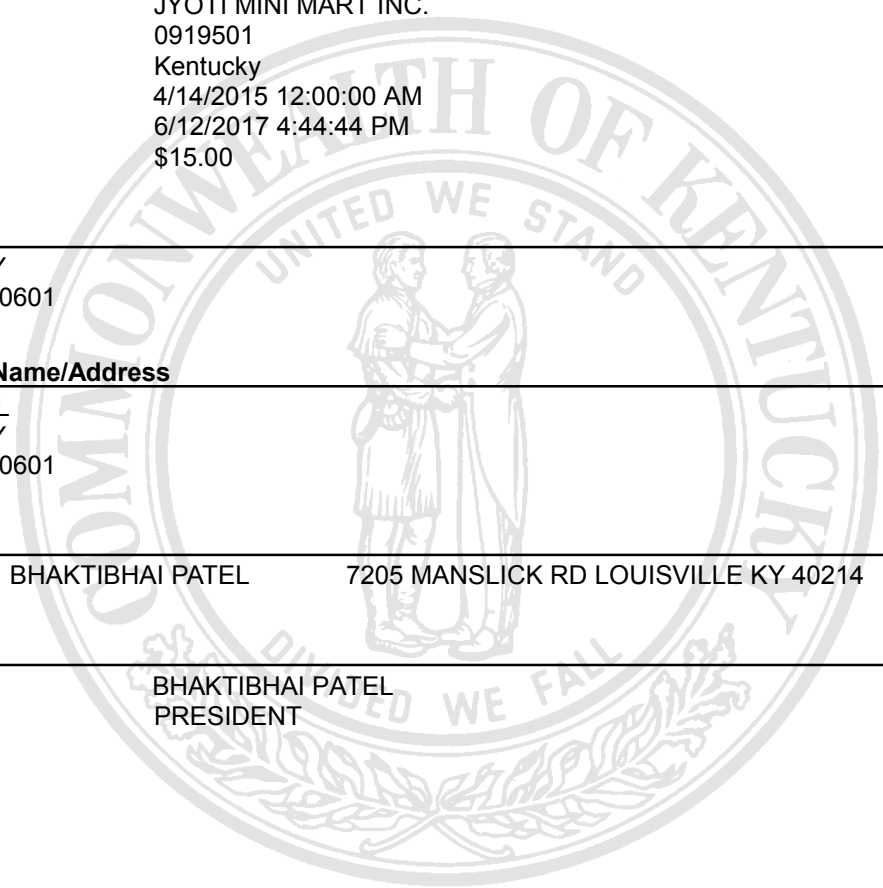 JYOTI MINI MART INC.
0919501
Kentucky
4/14/2015 12:00:00 AM
6/12/2017 4:44:44 PM
$15.00
COMMONWEALTH OF KENTUCKY
UNITED WE STAND
Y
0601
Name/Address
Y
0601
BHAKTIBHAI PATEL 7205 MANSLICK RD LOUISVILLE KY 40214
DIVIDED WE FALL
BHAKTIBHAI PATEL
PRESIDENT